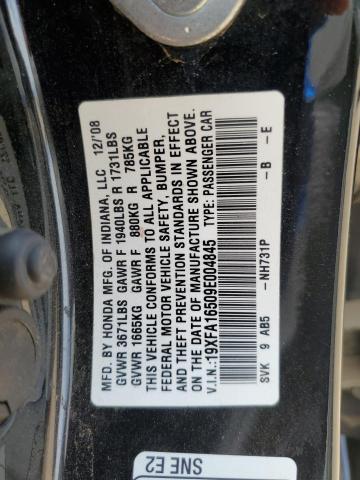 MFD. BY HONDA MFG. OF INDIANA, LLC 12/'08
GVWR 3671LBS GAWR F 1940LBS R 1731LBS
GVWR 1665KG GAWR F 880KG R 785KG
THIS VEHICLE CONFORMS TO ALL APPLICABLE
FEDERAL MOTOR VEHICLE SAFETY, BUMPER,
AND THEFT PREVENTION STANDARDS IN EFFECT
ON THE DATE OF MANUFACTURE SHOWN ABOVE.
V.I.N.:19XFA16509E004845 TYPE: PASSENGER CAR
SVK 9 AB5 -NH731P -B -E
SNE E2